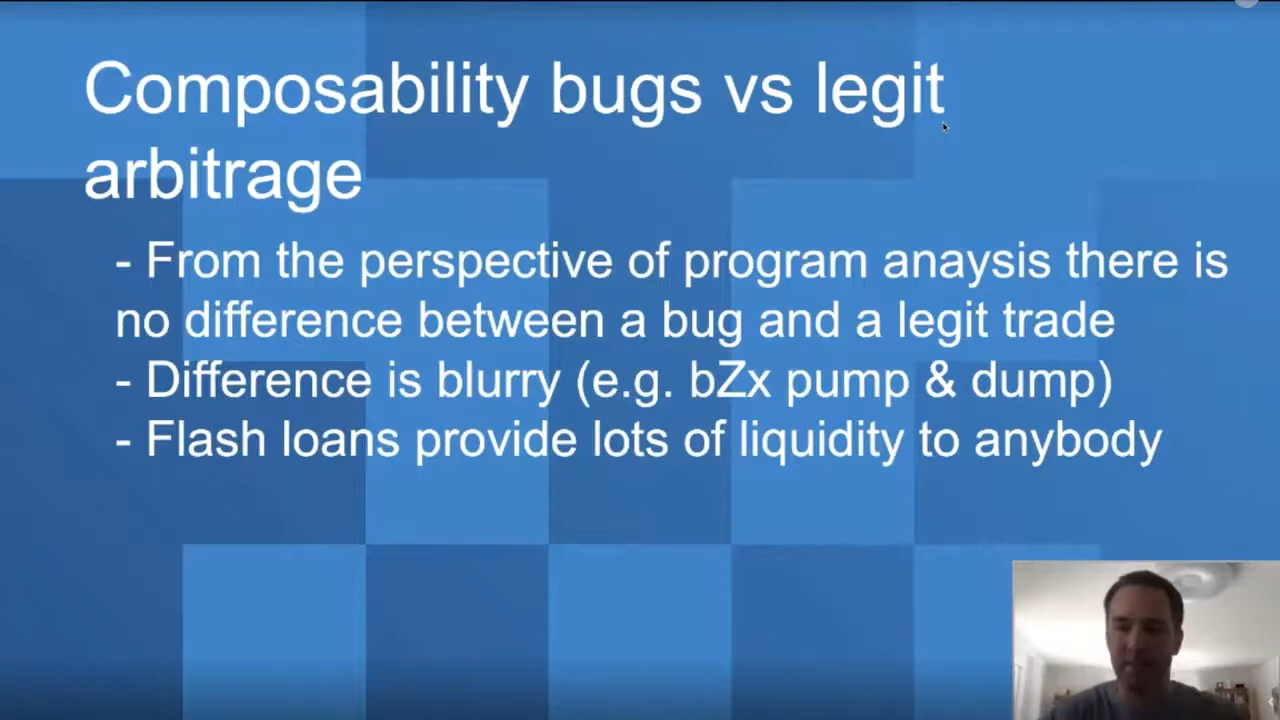 Composability bugs vs legit
arbitrage
- From the perspective of program anaysis there is
no difference between a bug and a legit trade
- Difference is blurry (e.g. bZx pump & dump)
- Flash loans provide lots of liquidity to anybody